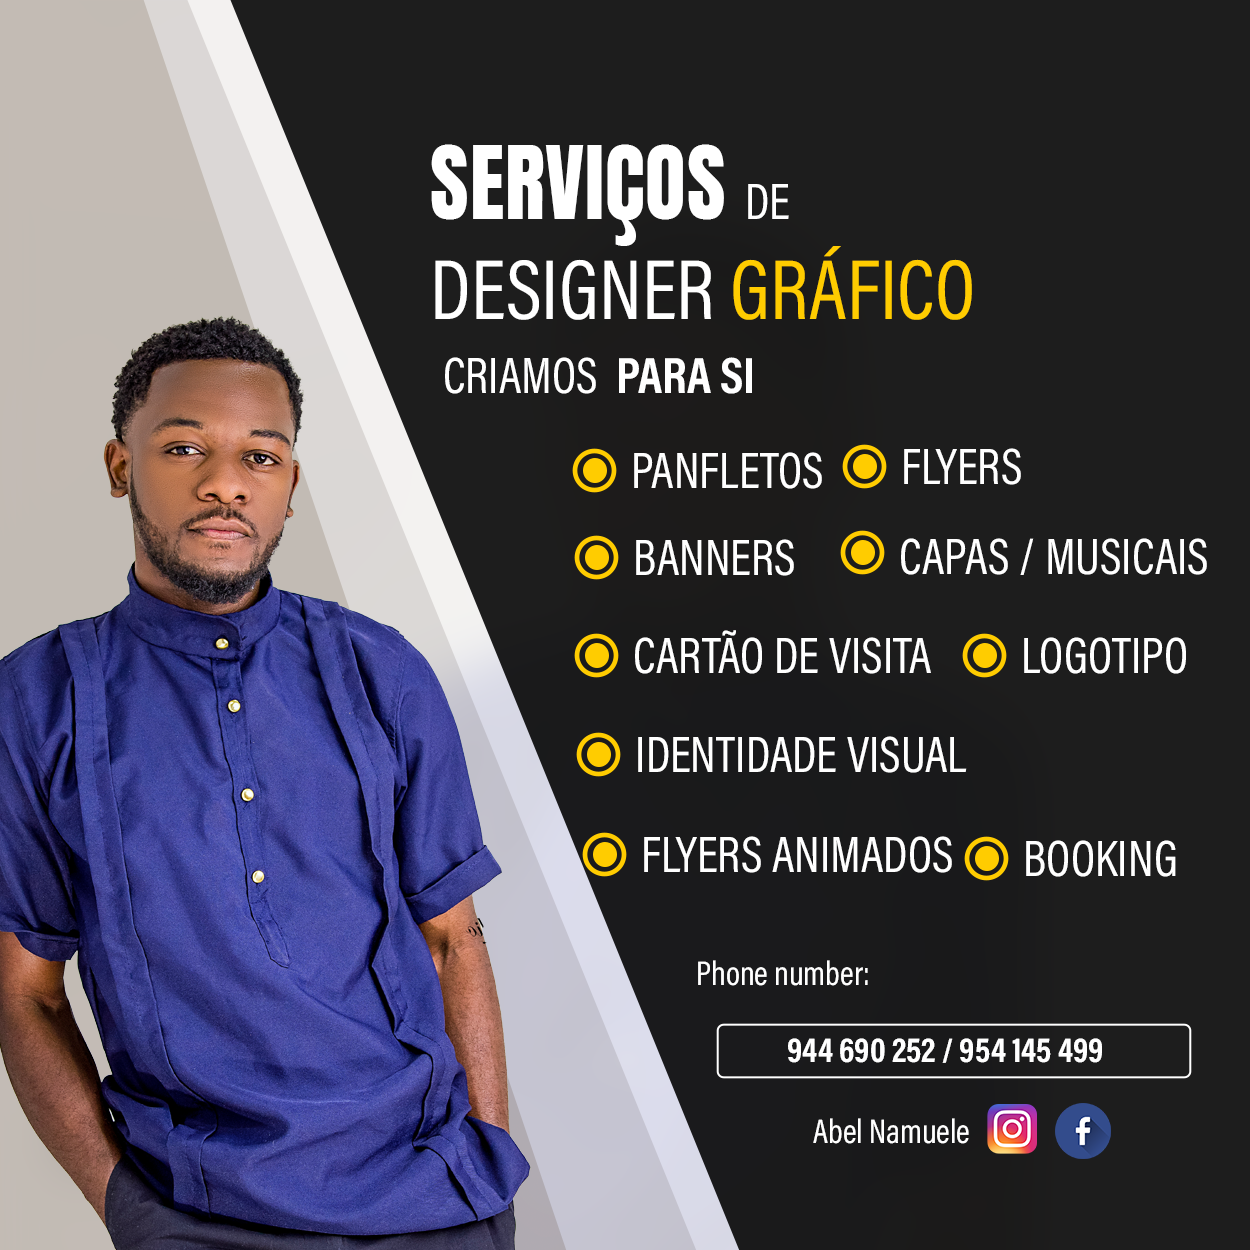 SERVIÇOS DE
DESIGNER GRÁFICO
CRIAMOS PARA SI
PANFLETOS FLYERS
BANNERS CAPAS / MUSICAIS
CARTÃO DE VISITA LOGOTIPO
IDENTIDADE VISUAL
FLYERS ANIMADOS BOOKING
Phone number:
944 690 252 / 954 145 499
Abel Namuele